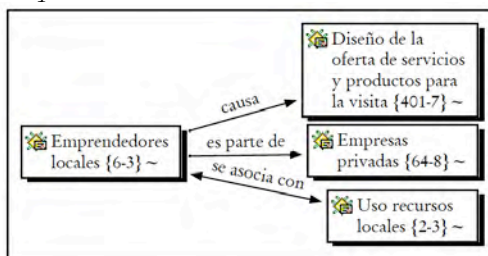 Diseño de la
oferta de servicios
y productos para
la visita {401-7} ~
causa
Emprendedores
locales {6-3} ~
es parte de
Empresas
privadas {64-8} ~
se asocia con
Uso recursos
locales {2-3} ~